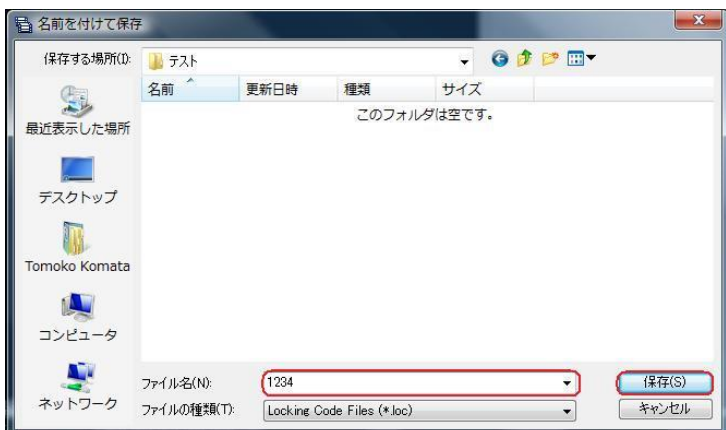 名前を付けて保存
保存する場所(I):
テスト
名前 更新日時 種類 サイズ
このフォルダは空です。
最近表示した場所
デスクトップ
Tomoko Komata
コンピュータ
ネットワーク
ファイル名(N):
1234
保存(S)
ファイルの種類(T):
Locking Code Files (*.loc)
キャンセル